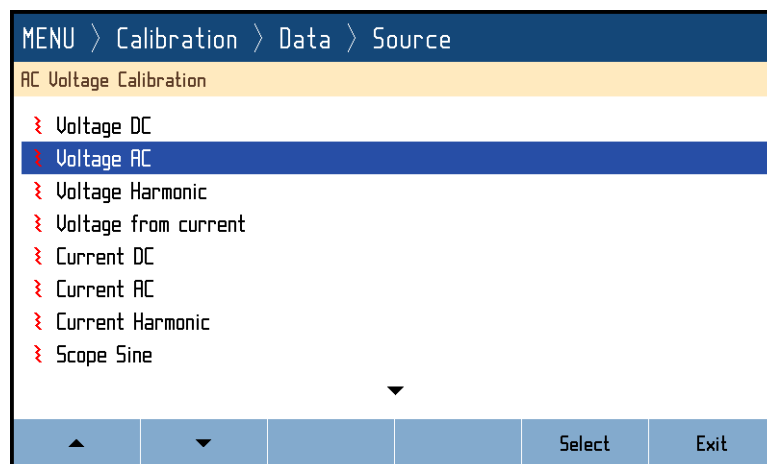 MENU 〉 Calibration 〉 Data 〉 Source
AC Voltage Calibration
Voltage DC
Voltage AC
Voltage Harmonic
Voltage from current
Current DC
Current AC
Current Harmonic
Scope Sine
Select Exit